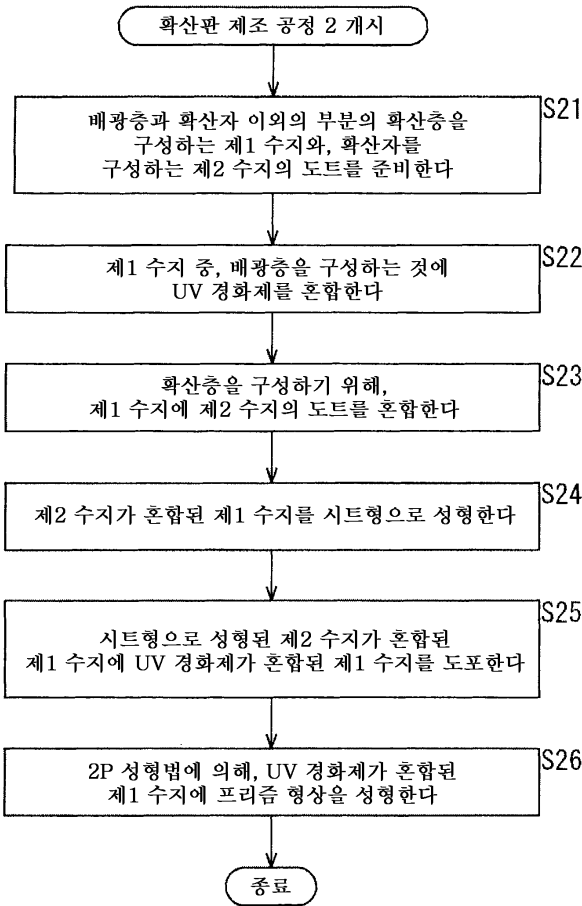 확산판 제조 공정 2 개시
S21
배광층과 확산자 이외의 부분의 확산층을
구성하는 제1 수지와, 확산자를
구성하는 제2 수지의 도트를 준비한다
S22
제1 수지 중, 배광층을 구성하는 것에
UV 경화제를 혼합한다
S23
확산층을 구성하기 위해,
제1 수지에 제2 수지의 도트를 혼합한다
S24
제2 수지가 혼합된 제1 수지를 시트형으로 성형한다
S25
시트형으로 성형된 제2 수지가 혼합된
제1 수지에 UV 경화제가 혼합된 제1 수지를 도포한다
S26
2P 성형법에 의해, UV 경화제가 혼합된
제1 수지에 프리즘 형상을 성형한다
종료